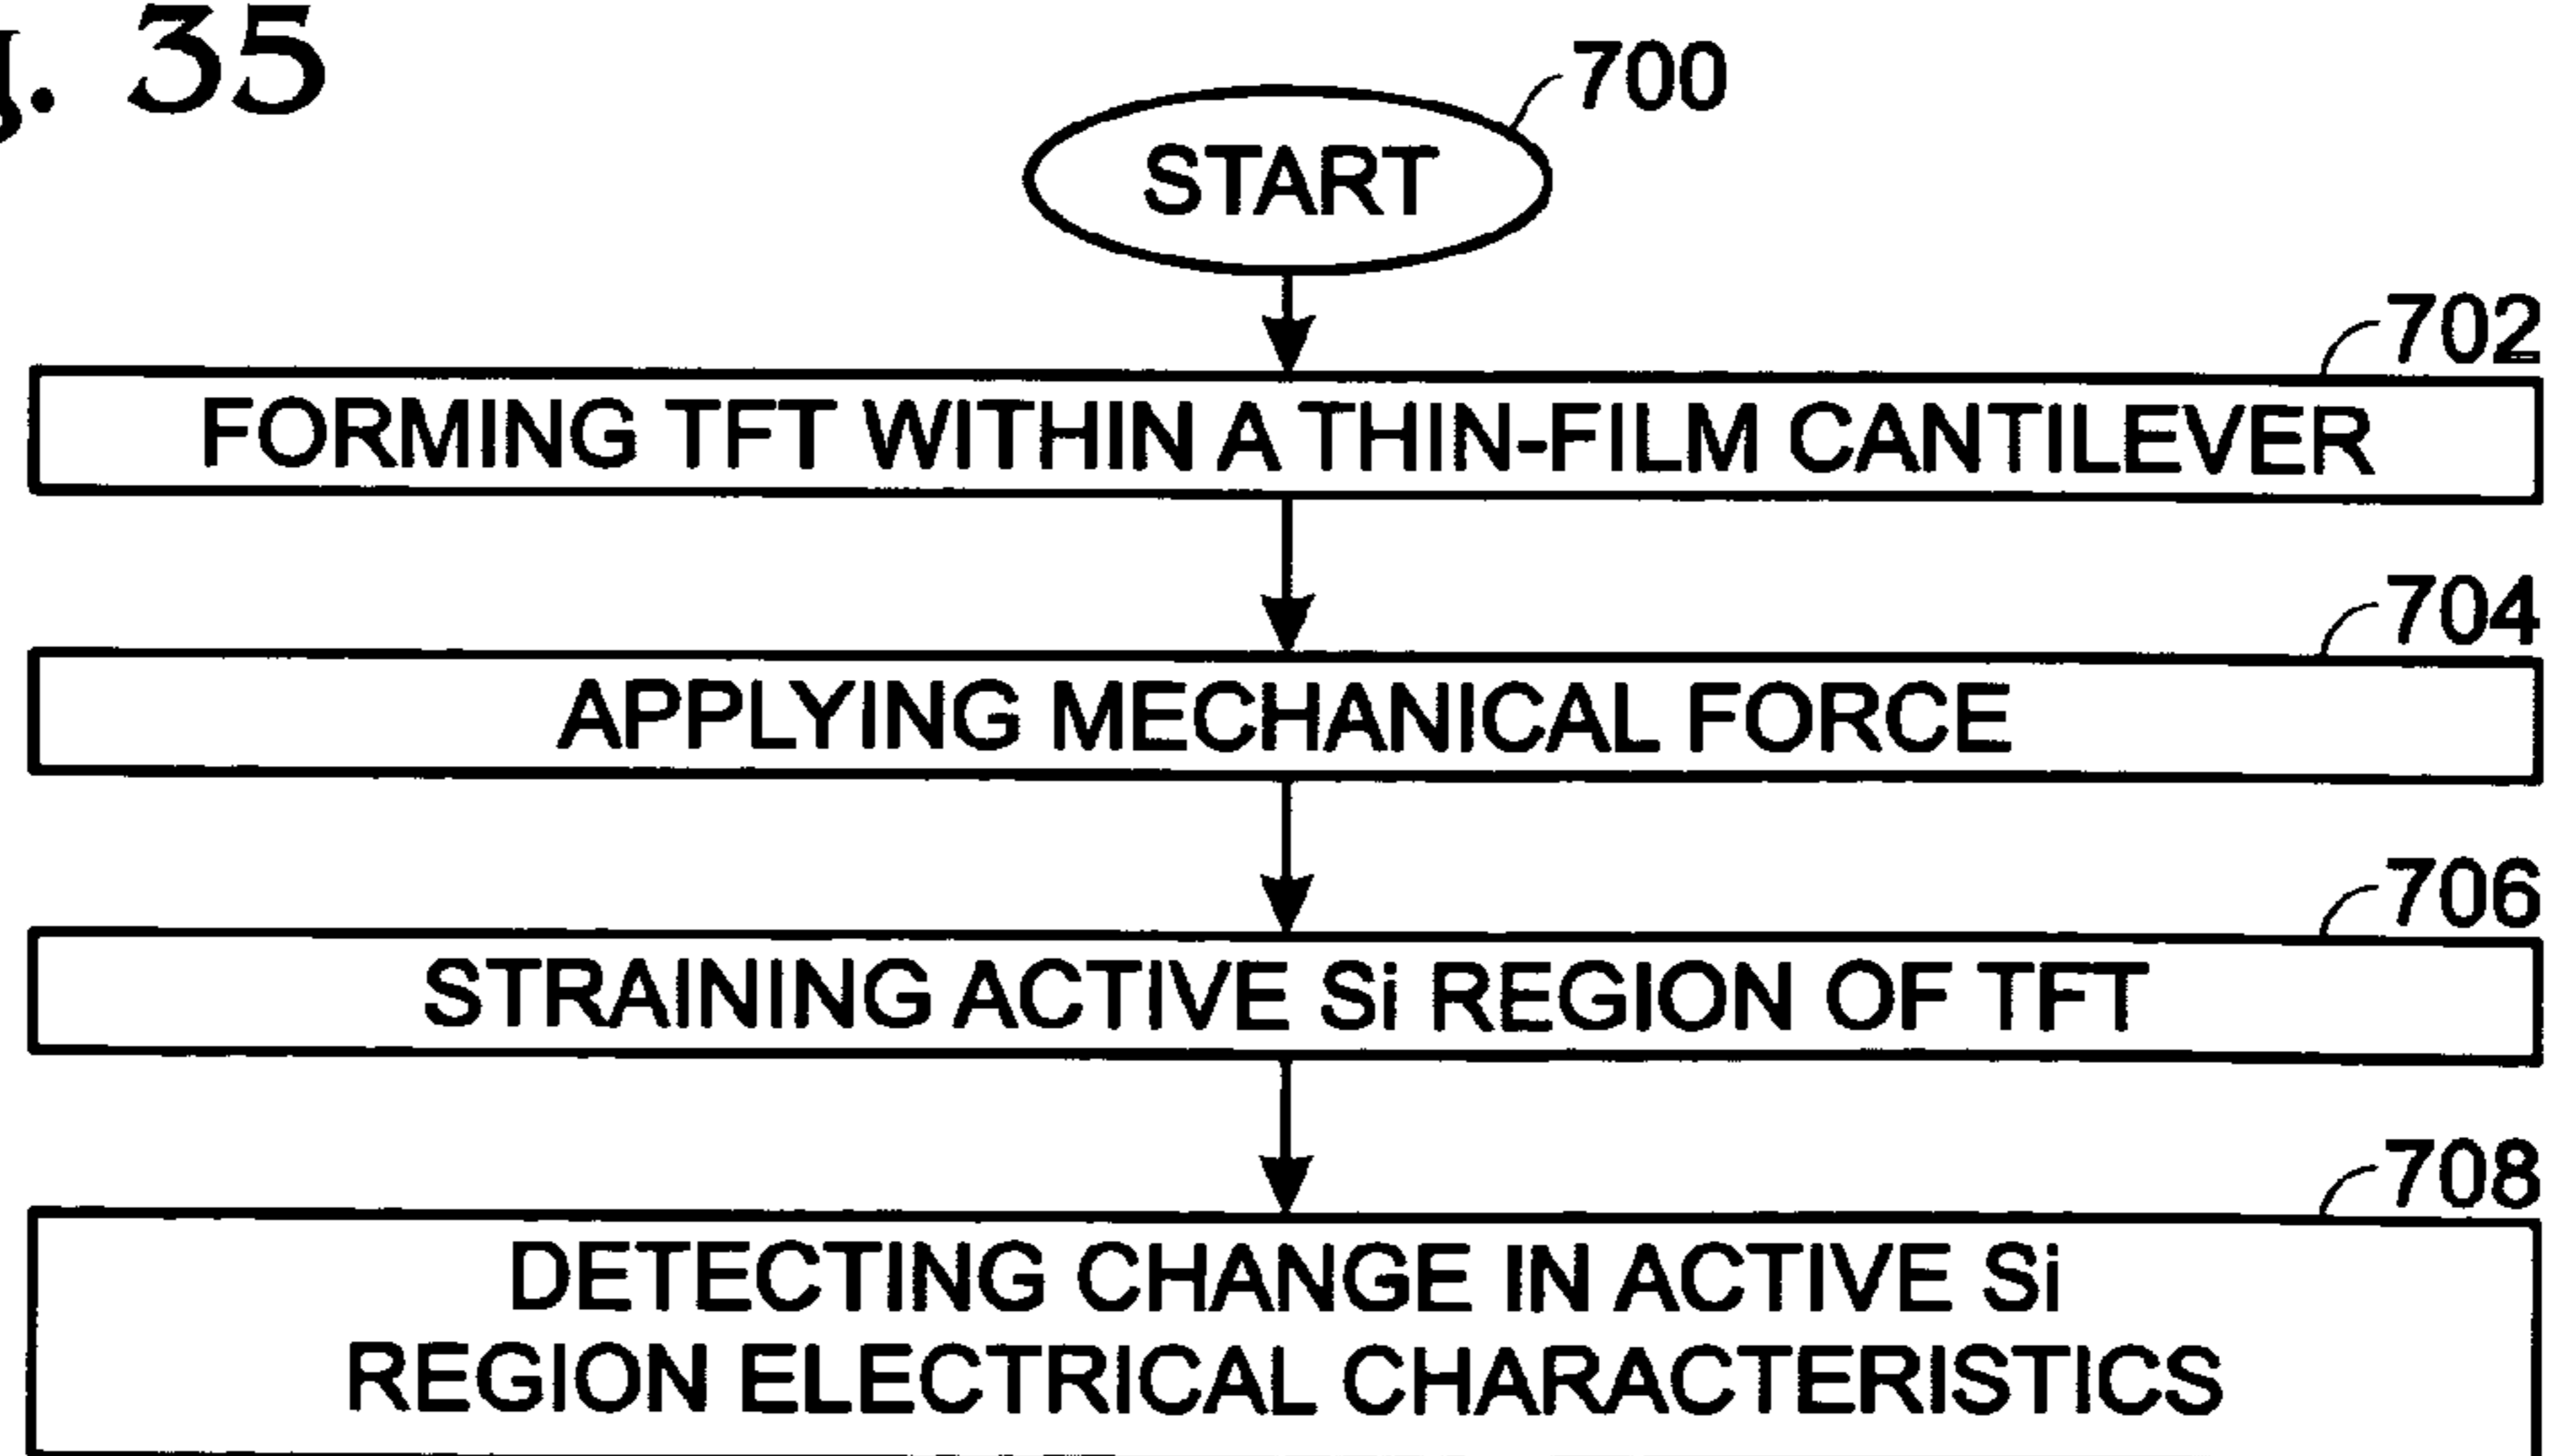 g. 35
700
START
702
FORMING TFT WITHIN A THIN-FILM CANTILEVER
704
APPLYING MECHANICAL FORCE
706
STRAINING ACTIVE Si REGION OF TFT
708
DETECTING CHANGE IN ACTIVE Si
REGION ELECTRICAL CHARACTERISTICS